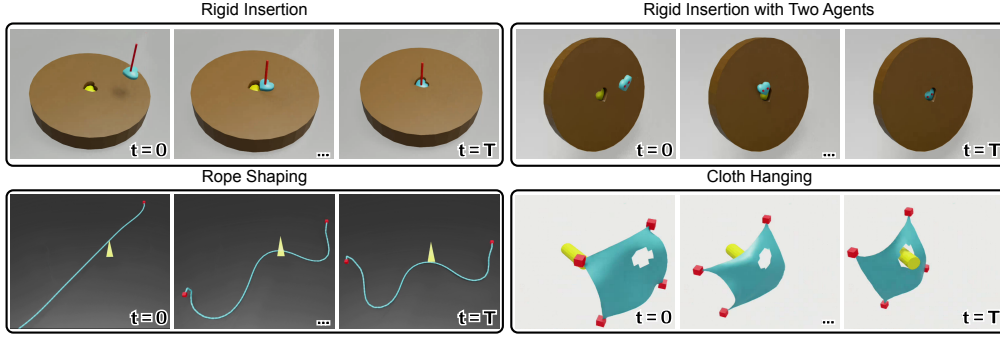 Rigid Insertion
t = 0
...
t = T
Rigid Insertion with Two Agents
t = 0
...
t = T
Rope Shaping
t = 0
...
t = T
Cloth Hanging
t = 0
...
t = T